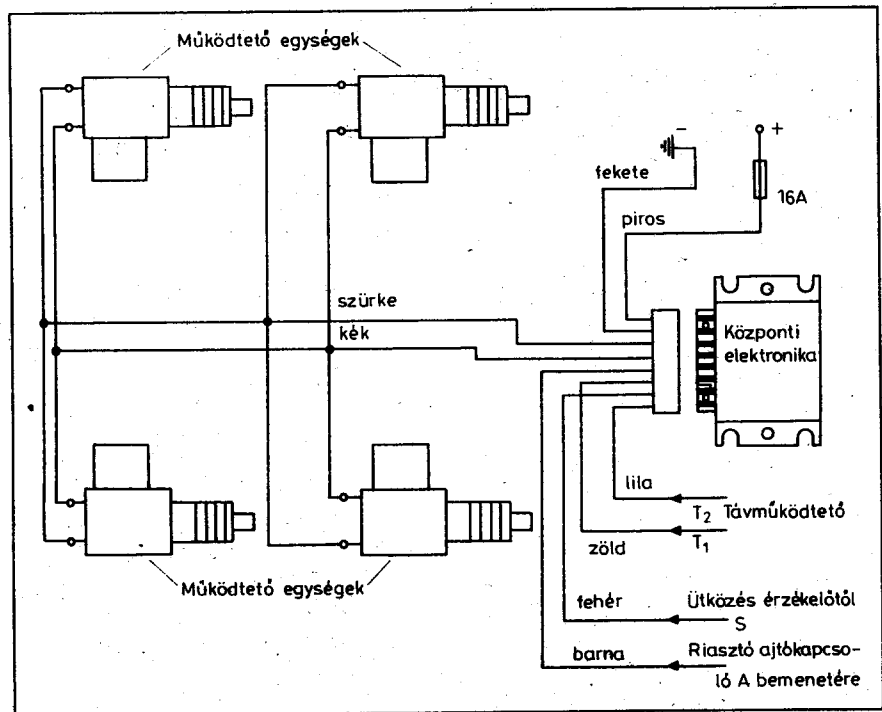 Működtető egységek
fekete
−
+
16A
piros
szürke
kék
Központi
elektronika
lila
T₂ Távműködtető
zöld
T₁
Működtető egységek
fehér
Ütközés érzékelőtől
S
barna
Riasztó ajtókapcso-
ló A bemenetére